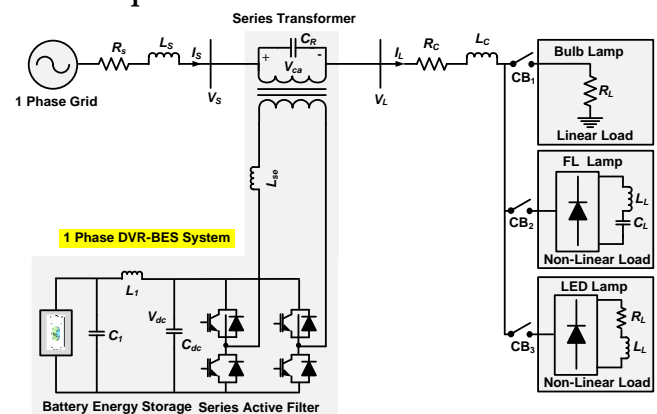 Series Transformer
R_s
L_S
I_S
C_R
+ -
V_ca
I_L
R_C
L_C
1 Phase Grid
V_S
V_L
CB_1
Bulb Lamp
R_L
Linear Load
L_se
FL Lamp
L_L
C_L
CB_2
Non-Linear Load
1 Phase DVR-BES System
L_1
C_1
V_dc
C_dc
LED Lamp
R_L
L_L
CB_3
Non-Linear Load
Battery Energy Storage Series Active Filter